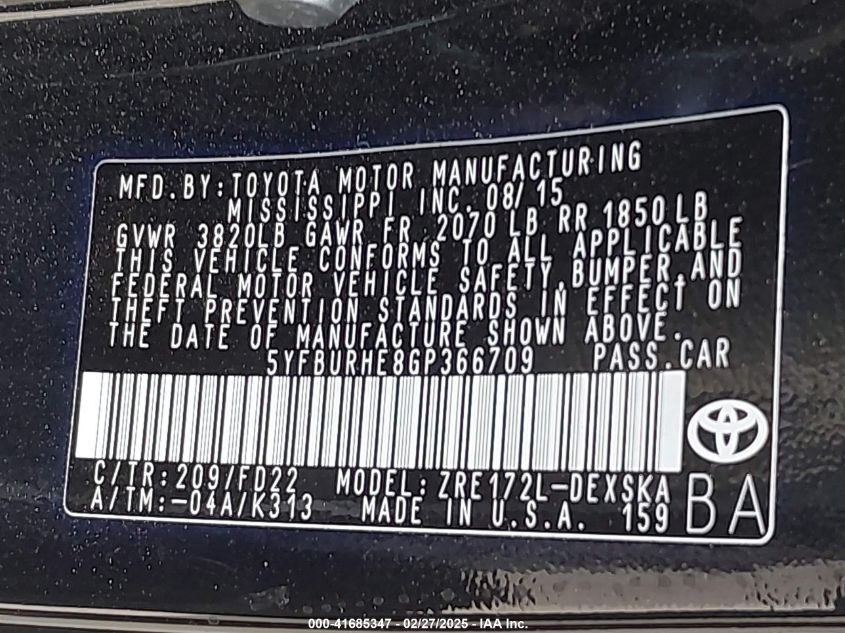 MFD.BY:TOYOTA MOTOR MANUFACTURING
MISSISSIPPI INC. 08/15
GVWR 3820LB GAWR FR 2070 LB RR 1850LB
THIS VEHICLE CONFORMS TO ALL APPLICABLE
FEDERAL MOTOR VEHICLE SAFETY,BUMPER,AND
THEFT PREVENTION STANDARDS IN EFFECT ON
THE DATE OF MANUFACTURE SHOWN ABOVE.
5YFBURHE8GP366709 PASS.CAR
C/TR:209/FD22 MODEL:ZRE172L-DEXSKA
A/TM:-04A/K313 MADE IN U.S.A. 159 BA
000-41685347 - 02/27/2025 - IAA Inc.